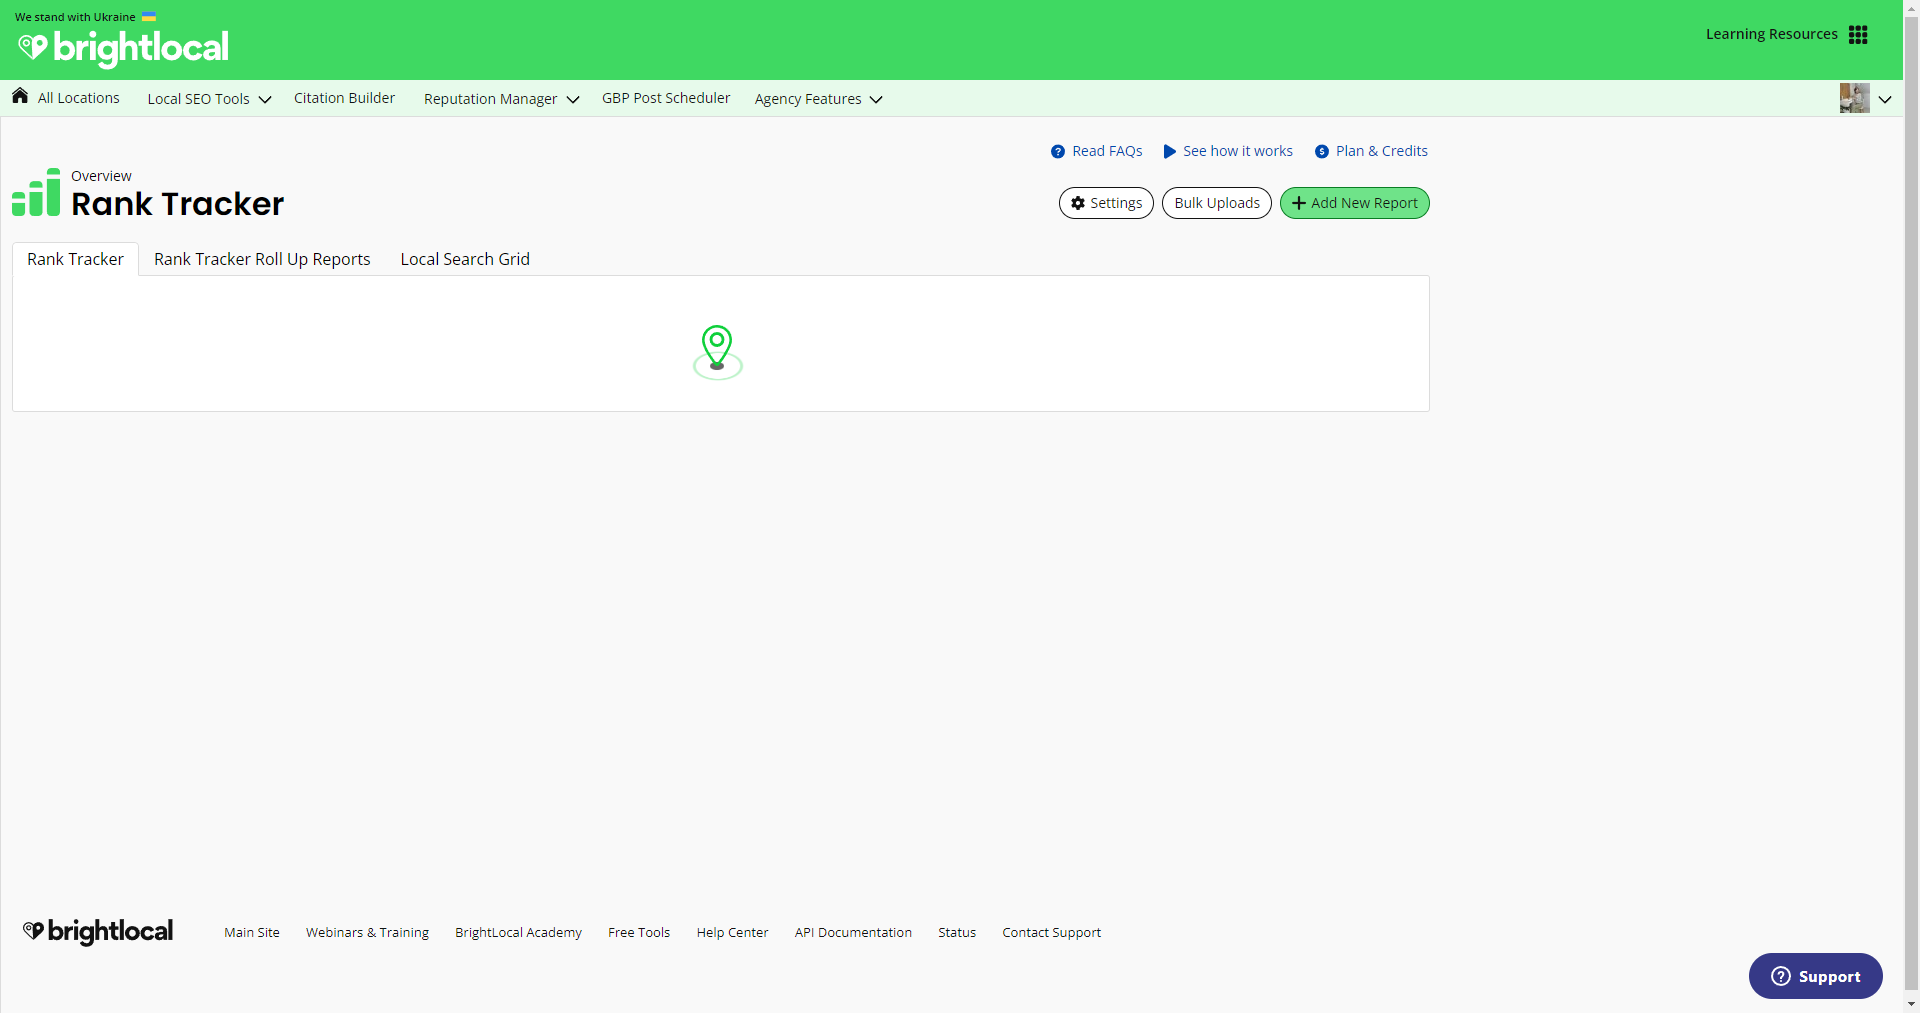 We stand with Ukraine
brightlocal
Learning Resources
All Locations
Local SEO Tools
Citation Builder
Reputation Manager
GBP Post Scheduler
Agency Features
Read FAQs
See how it works
Plan & Credits
Overview
Rank Tracker
Settings
Bulk Uploads
Add New Report
Rank Tracker
Rank Tracker Roll Up Reports
Local Search Grid
brightlocal
Main Site
Webinars & Training
BrightLocal Academy
Free Tools
Help Center
API Documentation
Status
Contact Support
Support